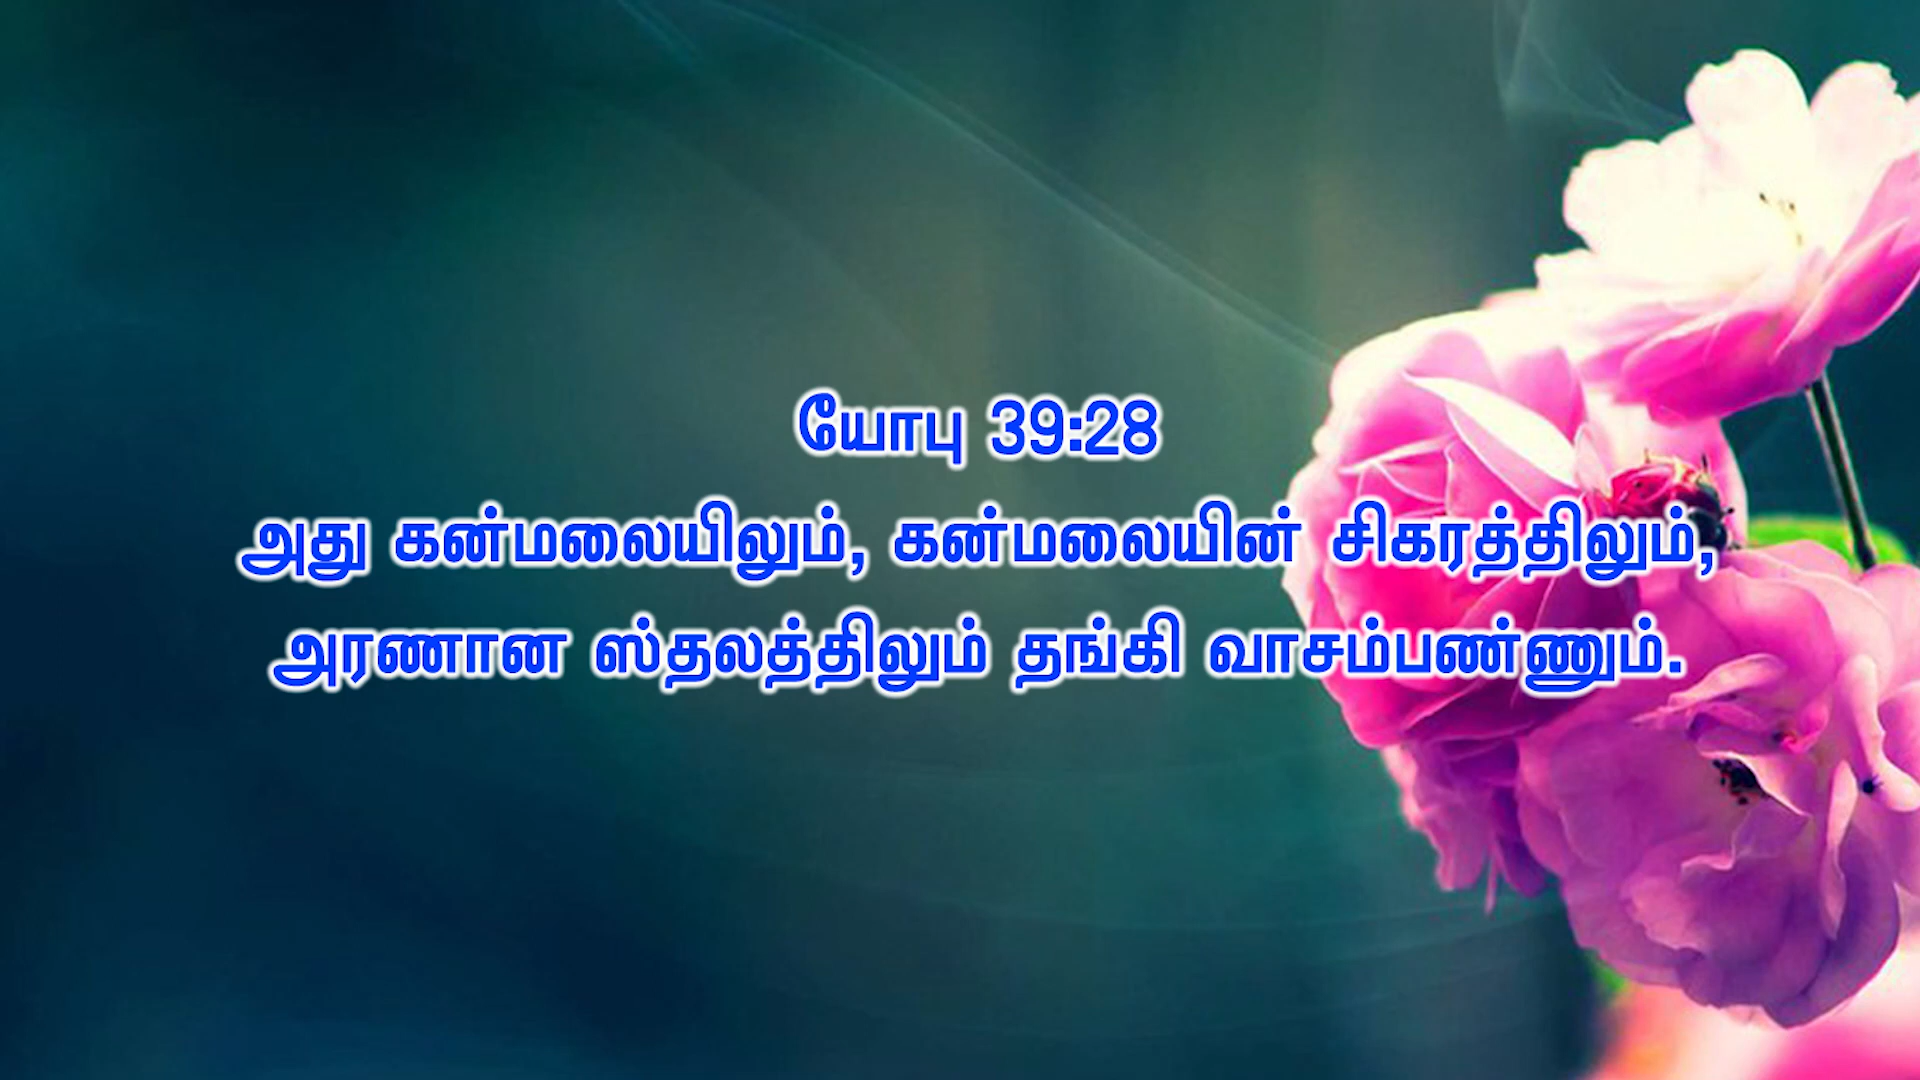 யோபு 39:28
அது கன்மலையிலும், கன்மலையின் சிகரத்திலும்,
அரணான ஸ்தலத்திலும் தங்கி வாசம்பண்ணும்.